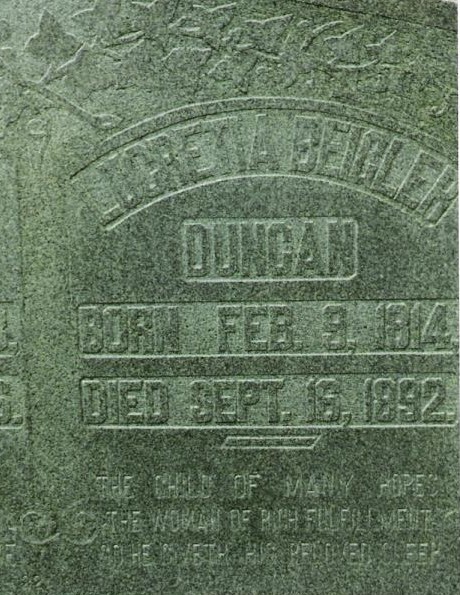 LUCRETIA BEIGLER
DUNCAN
BORN FEB. 9, 1814.
DIED SEPT. 16, 1892.
THE CHILD OF MANY HOPES
THE WOMAN OF RICH FULFILLMENT,
SO HE GIVETH HIS BELOVED SLEEP.